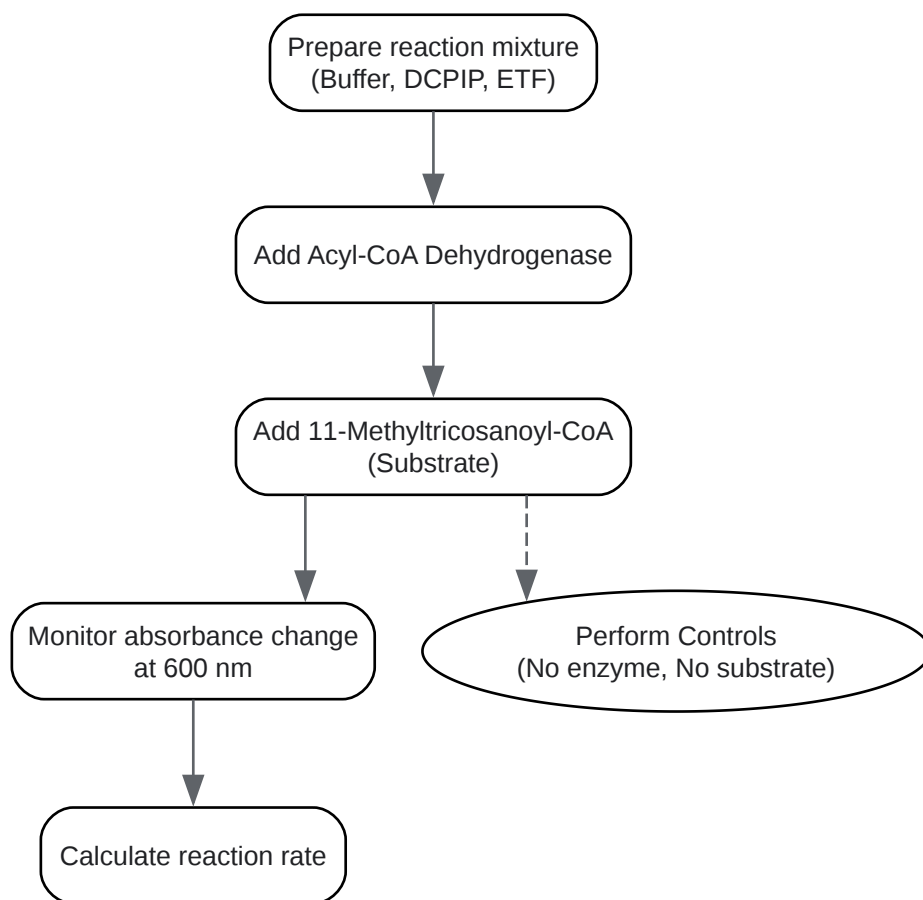 Prepare reaction mixture
(Buffer, DCPIP, ETF)
Add Acyl-CoA Dehydrogenase
Add 11-Methyltricosanoyl-CoA
(Substrate)
Monitor absorbance change
at 600 nm
Perform Controls
(No enzyme, No substrate)
Calculate reaction rate